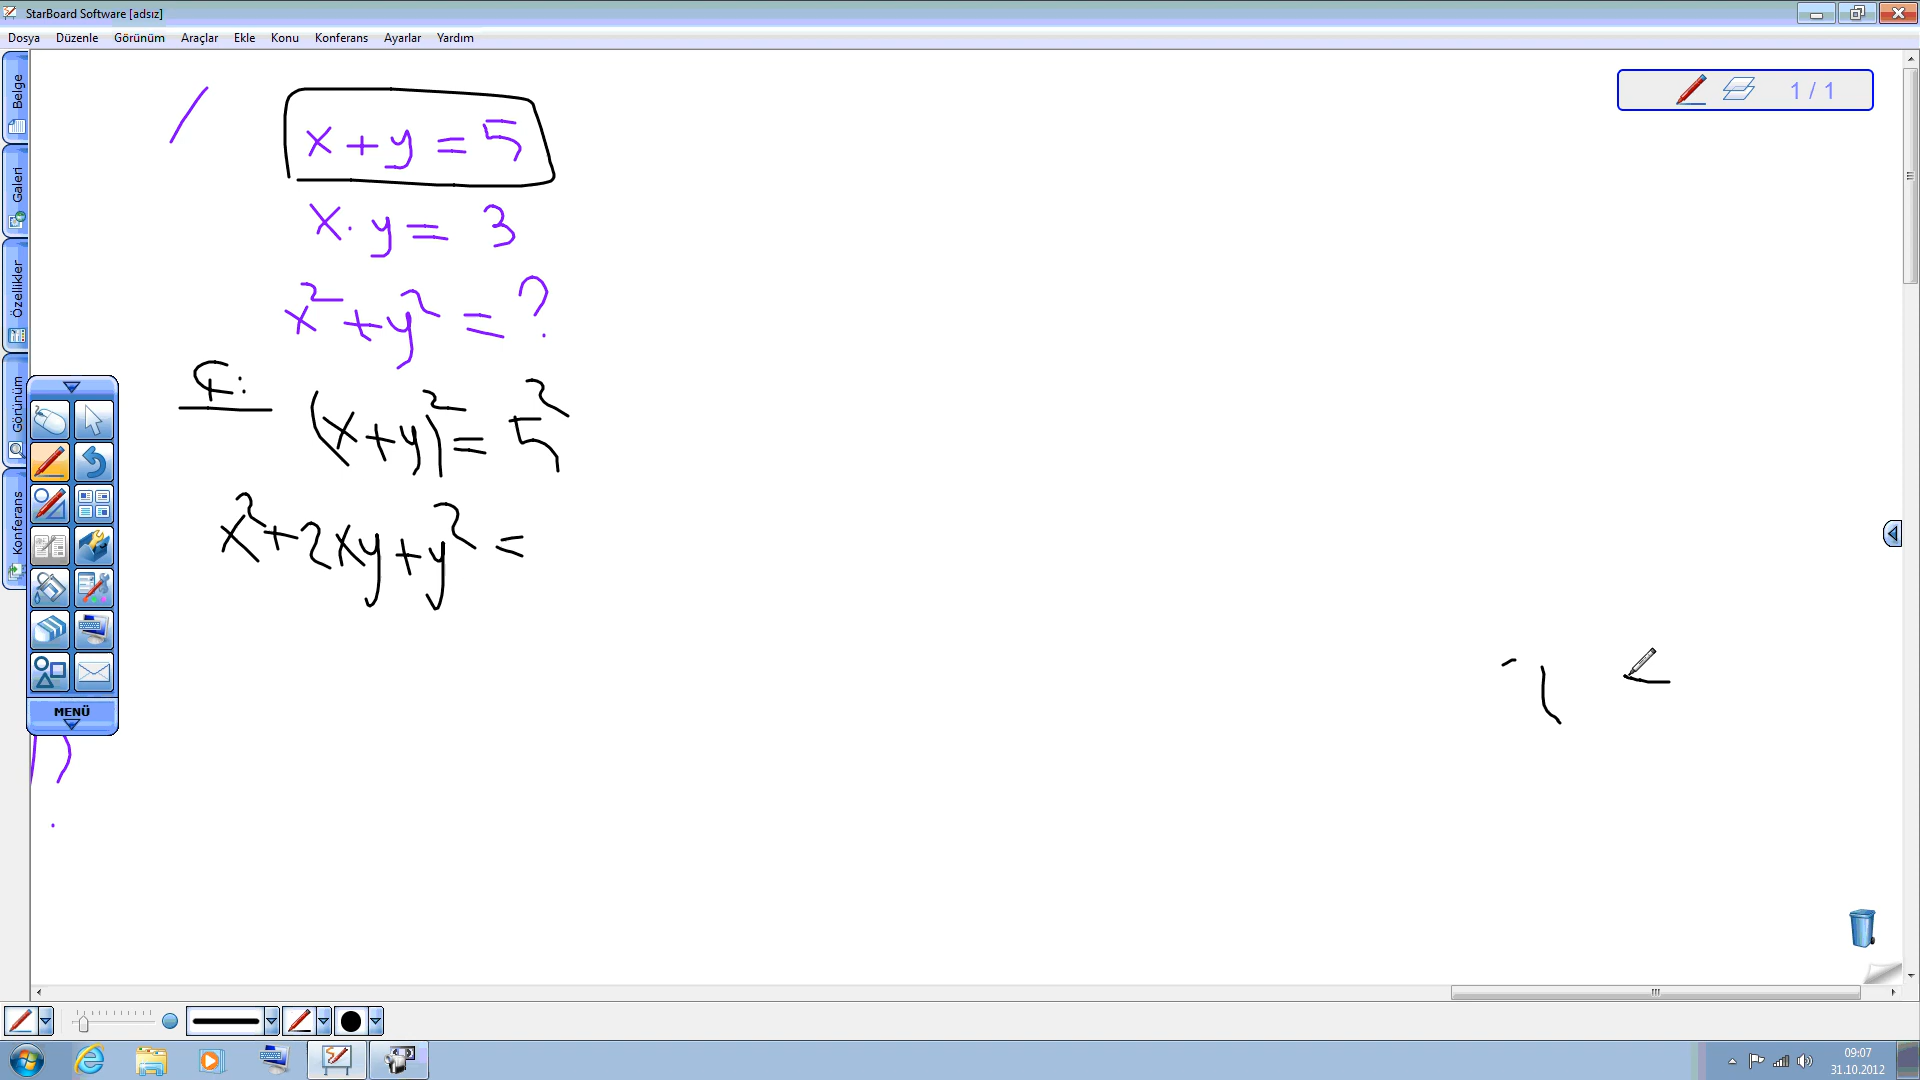 StarBoard Software [adsız]
Dosya Düzenle Görünüm Araçlar Ekle Konu Konferans Ayarlar Yardım
Belge
Galeri
Özellikler
Görünüm
Konferans
1 / 1
x + y = 5
x . y = 3
x² + y² = ?
Ç:
(x + y)² = 5²
x² + 2xy + y² =
MENÜ
09:07
31.10.2012